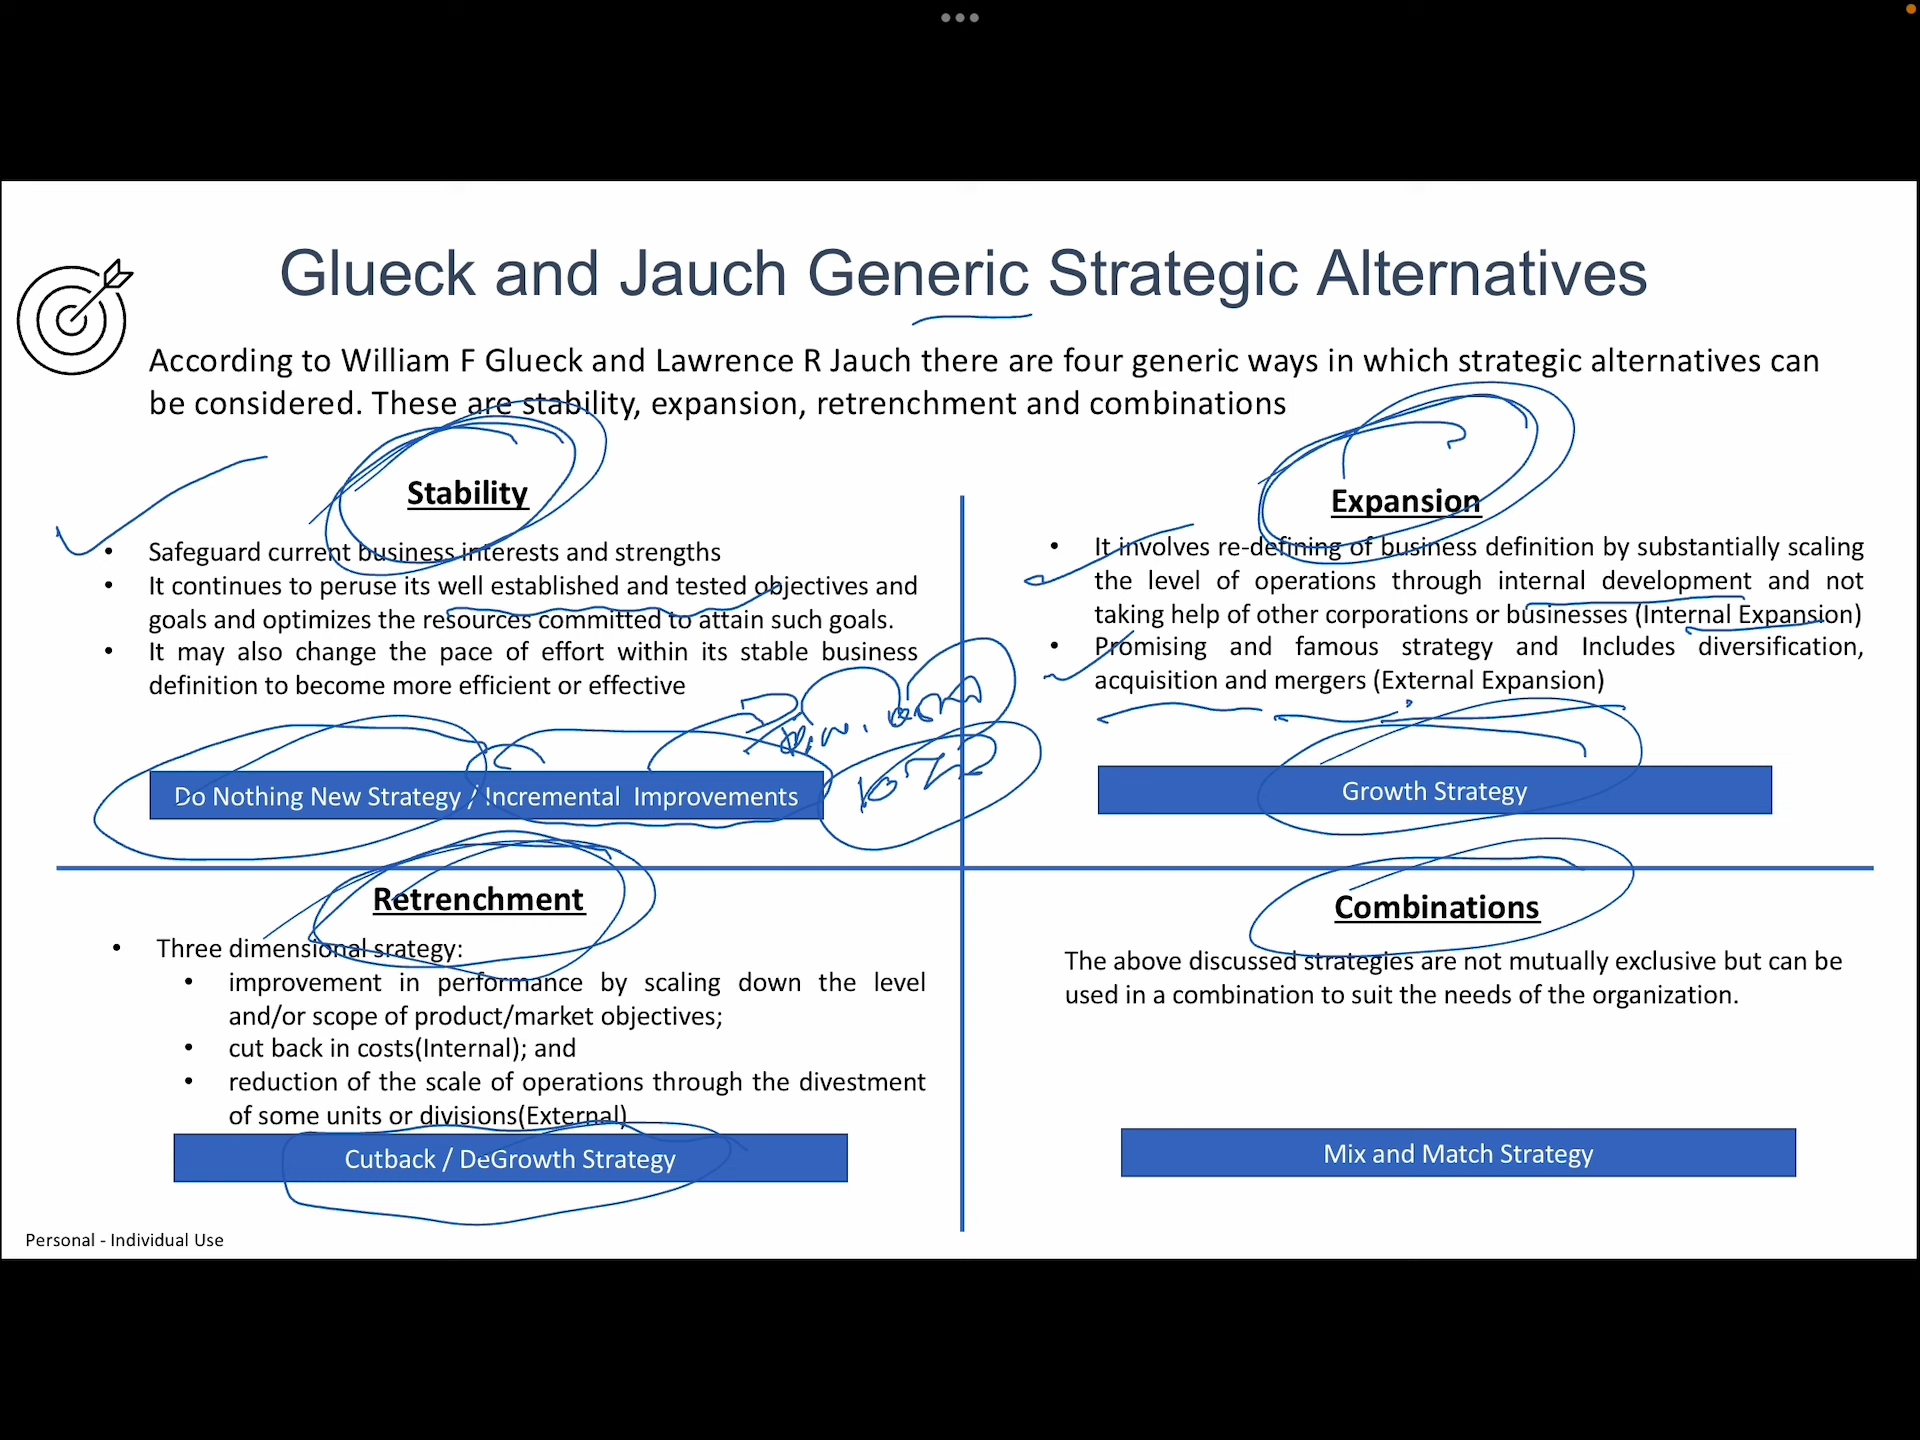 Glueck and Jauch Generic Strategic Alternatives
According to William F Glueck and Lawrence R Jauch there are four generic ways in which strategic alternatives can
be considered. These are stability, expansion, retrenchment and combinations
Stability
• Safeguard current business interests and strengths
• It continues to peruse its well established and tested objectives and
goals and optimizes the resources committed to attain such goals.
• It may also change the pace of effort within its stable business
definition to become more efficient or effective
Do Nothing New Strategy / Incremental Improvements
Expansion
• It involves re-defining of business definition by substantially scaling
the level of operations through internal development and not
taking help of other corporations or businesses (Internal Expansion)
• Promising and famous strategy and Includes diversification,
acquisition and mergers (External Expansion)
Growth Strategy
Retrenchment
• Three dimensional srategy:
• improvement in performance by scaling down the level
and/or scope of product/market objectives;
• cut back in costs(Internal); and
• reduction of the scale of operations through the divestment
of some units or divisions(External)
Cutback / DeGrowth Strategy
Combinations
The above discussed strategies are not mutually exclusive but can be
used in a combination to suit the needs of the organization.
Mix and Match Strategy
Personal - Individual Use